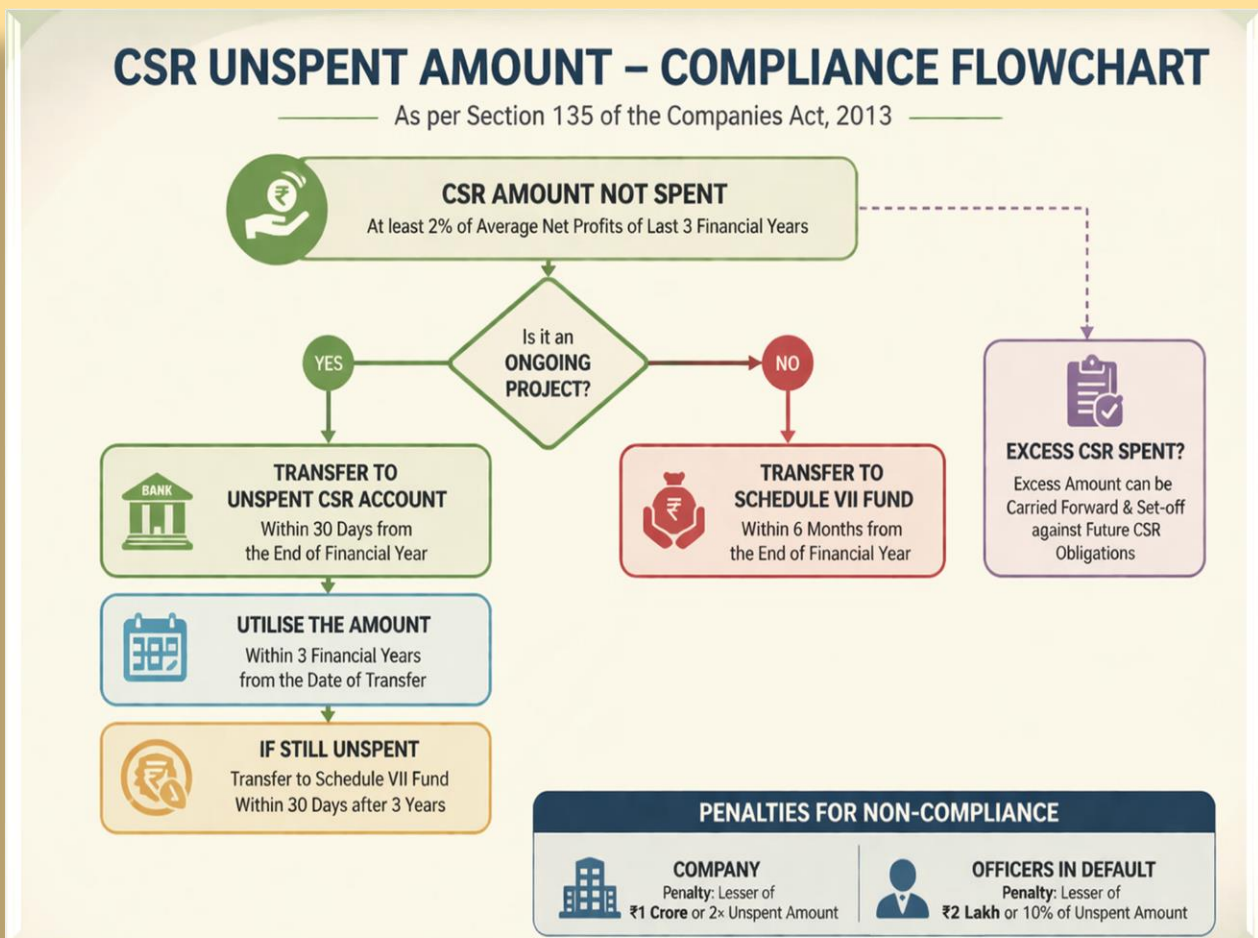 CSR UNSPENT AMOUNT – COMPLIANCE FLOWCHART
As per Section 135 of the Companies Act, 2013
₹
CSR AMOUNT NOT SPENT
At least 2% of Average Net Profits of Last 3 Financial Years
Is it an
ONGOING
PROJECT?
YES
NO
BANK
TRANSFER TO
UNSPENT CSR ACCOUNT
Within 30 Days from
the End of Financial Year
₹
TRANSFER TO
SCHEDULE VII FUND
Within 6 Months from
the End of Financial Year
EXCESS CSR SPENT?
Excess Amount can be
Carried Forward & Set-off
against Future CSR
Obligations
UTILISE THE AMOUNT
Within 3 Financial Years
from the Date of Transfer
₹
IF STILL UNSPENT
Transfer to Schedule VII Fund
Within 30 Days after 3 Years
PENALTIES FOR NON-COMPLIANCE
COMPANY
Penalty: Lesser of
₹1 Crore or 2× Unspent Amount
OFFICERS IN DEFAULT
Penalty: Lesser of
₹2 Lakh or 10% of Unspent Amount